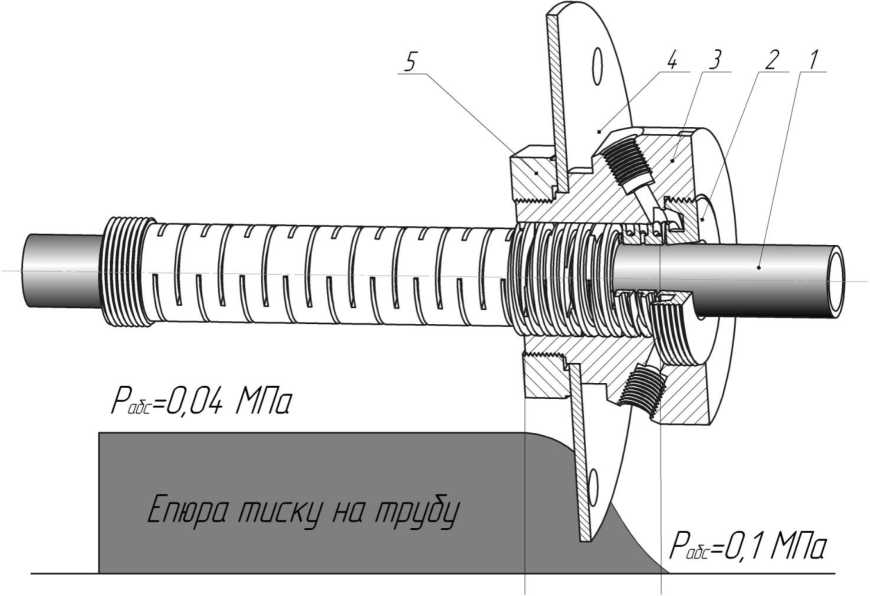 5 4 3 2 1
Pабс=0,04 МПа
Епюра тиску на трубу
Pабс=0,1 МПа